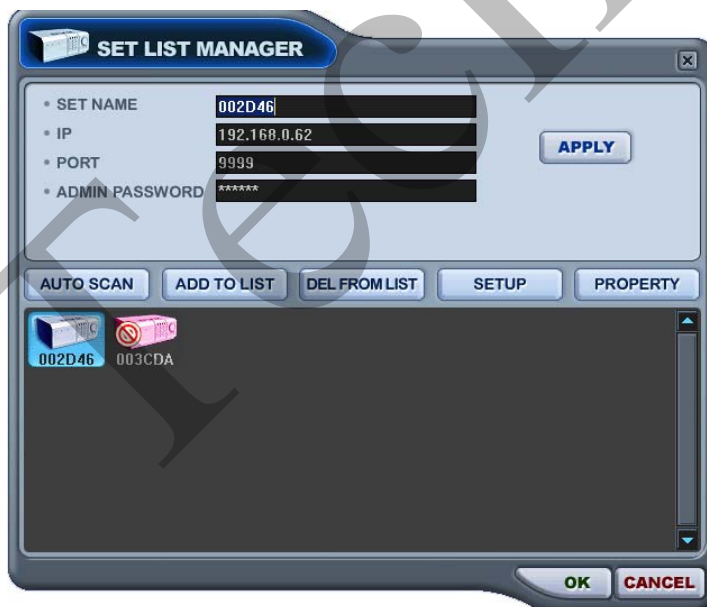 SET LIST MANAGER
• SET NAME 002D46
• IP 192.168.0.62
• PORT 9999
• ADMIN PASSWORD ******
APPLY
AUTO SCAN ADD TO LIST DEL FROM LIST SETUP PROPERTY
002D46 003CDA
OK CANCEL